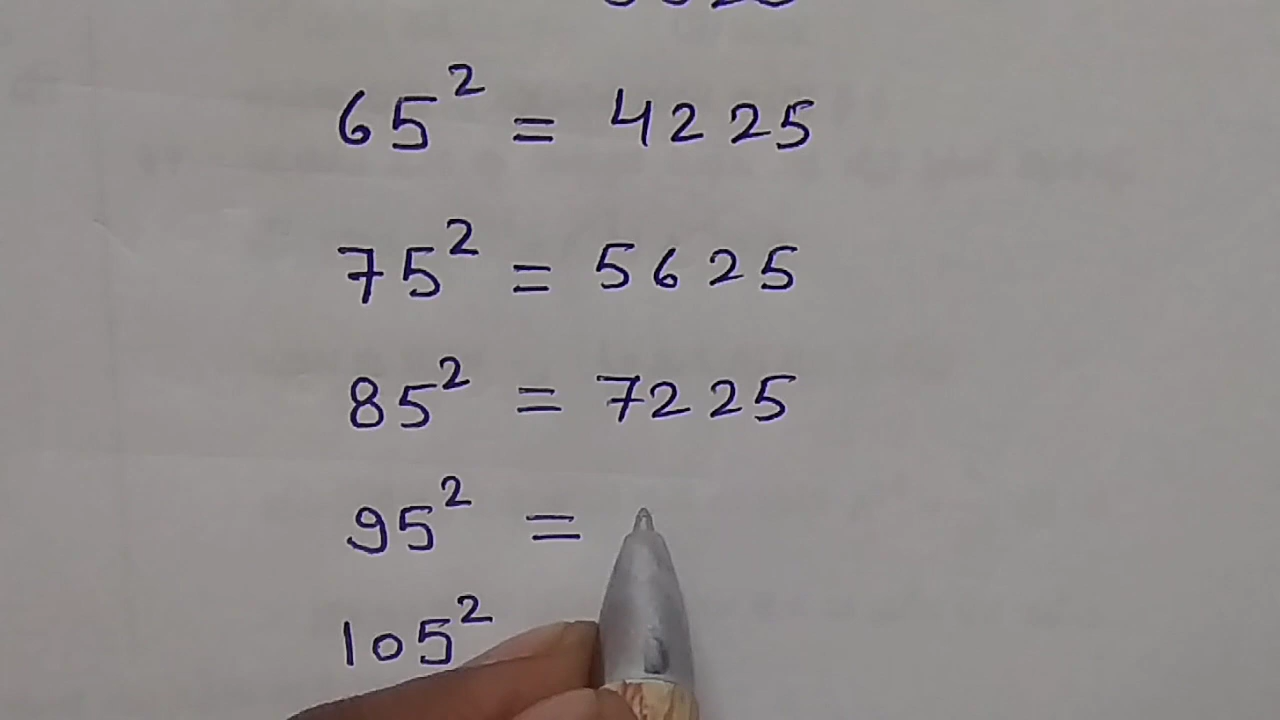 65² = 4225
75² = 5625
85² = 7225
95² =
105²